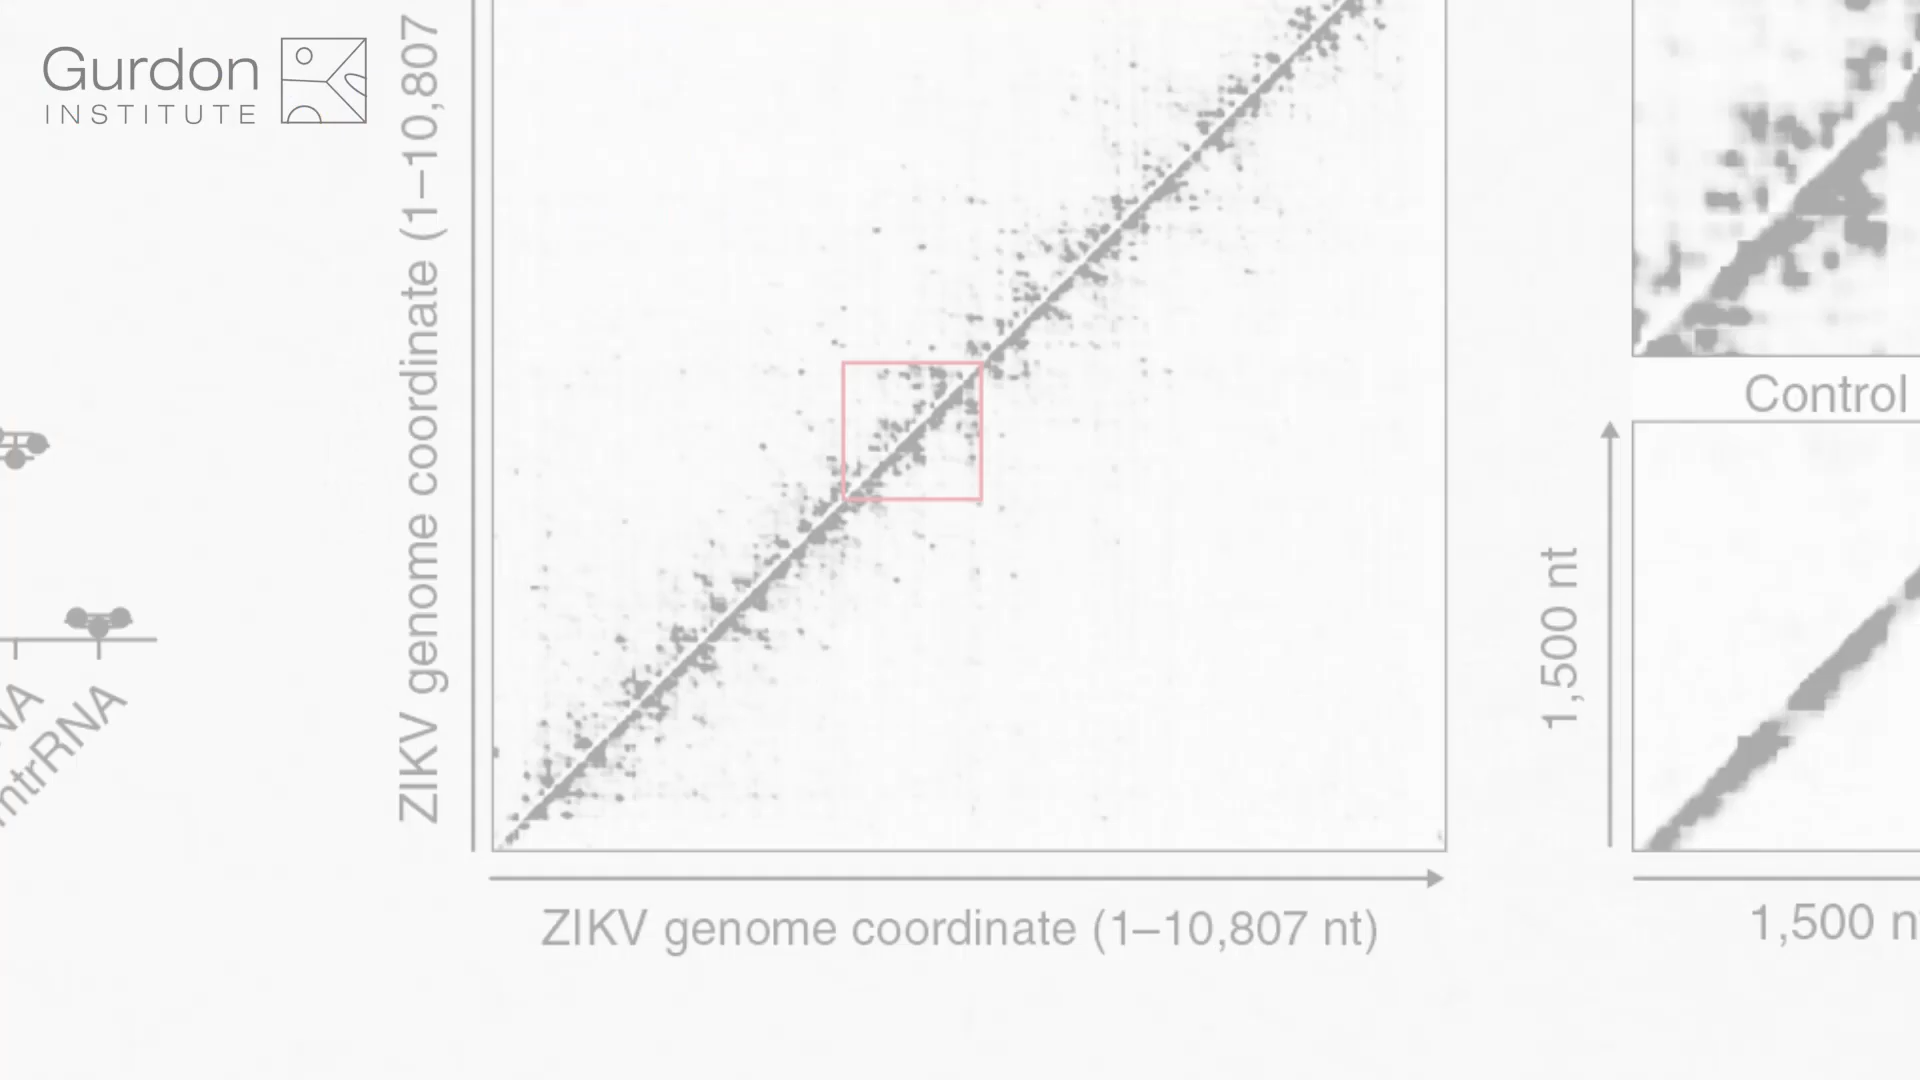 Gurdon
INSTITUTE
ZIKV genome coordinate (1–10,807
ZIKV genome coordinate (1–10,807 nt)
Control
1,500 nt
1,500 n